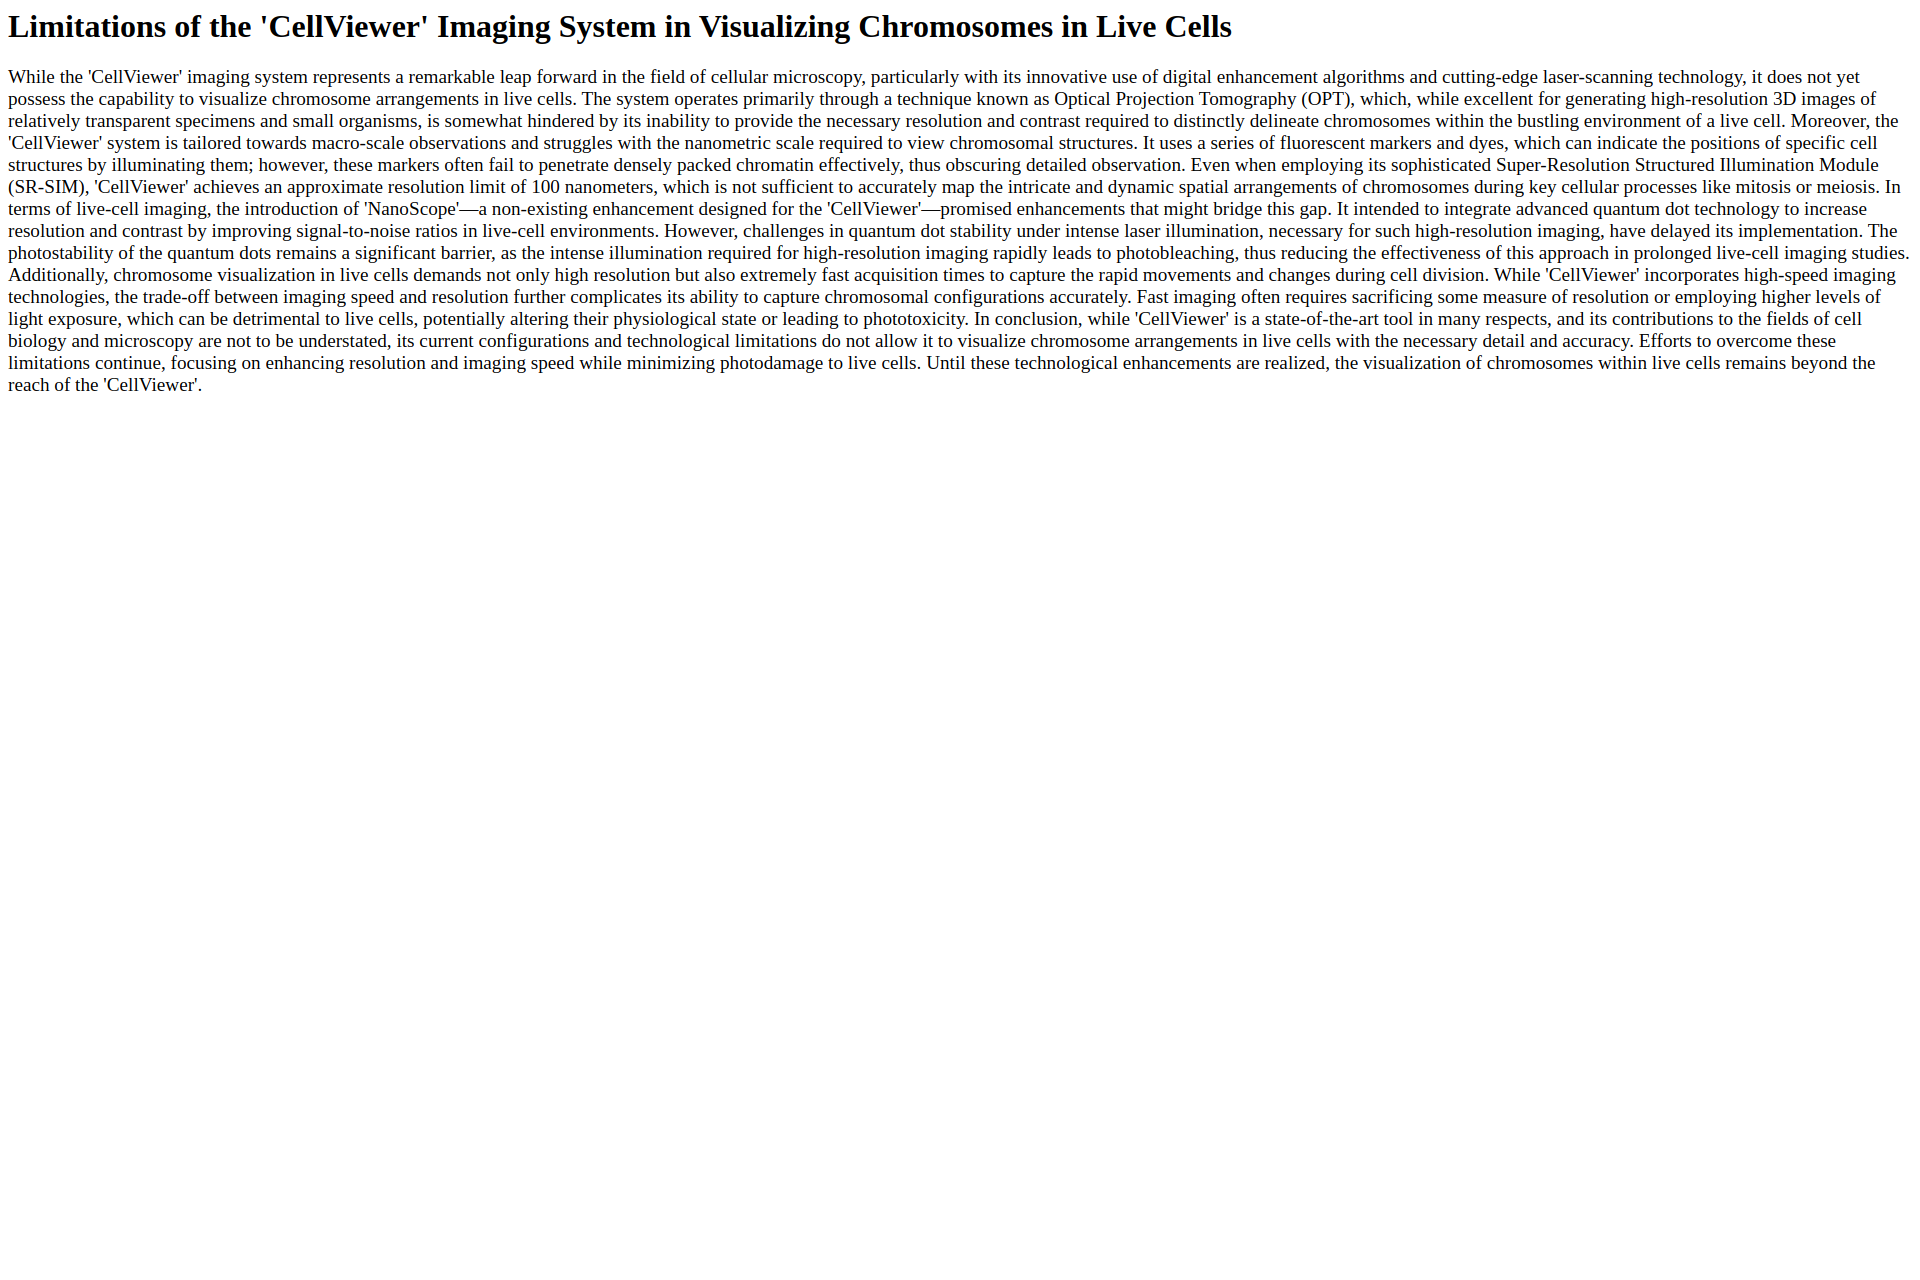 Limitations of the 'CellViewer' Imaging System in Visualizing Chromosomes in Live Cells
While the 'CellViewer' imaging system represents a remarkable leap forward in the field of cellular microscopy, particularly with its innovative use of digital enhancement algorithms and cutting-edge laser-scanning technology, it does not yet
possess the capability to visualize chromosome arrangements in live cells. The system operates primarily through a technique known as Optical Projection Tomography (OPT), which, while excellent for generating high-resolution 3D images of
relatively transparent specimens and small organisms, is somewhat hindered by its inability to provide the necessary resolution and contrast required to distinctly delineate chromosomes within the bustling environment of a live cell. Moreover, the
'CellViewer' system is tailored towards macro-scale observations and struggles with the nanometric scale required to view chromosomal structures. It uses a series of fluorescent markers and dyes, which can indicate the positions of specific cell
structures by illuminating them; however, these markers often fail to penetrate densely packed chromatin effectively, thus obscuring detailed observation. Even when employing its sophisticated Super-Resolution Structured Illumination Module
(SR-SIM), 'CellViewer' achieves an approximate resolution limit of 100 nanometers, which is not sufficient to accurately map the intricate and dynamic spatial arrangements of chromosomes during key cellular processes like mitosis or meiosis. In
terms of live-cell imaging, the introduction of 'NanoScope'—a non-existing enhancement designed for the 'CellViewer'—promised enhancements that might bridge this gap. It intended to integrate advanced quantum dot technology to increase
resolution and contrast by improving signal-to-noise ratios in live-cell environments. However, challenges in quantum dot stability under intense laser illumination, necessary for such high-resolution imaging, have delayed its implementation. The
photostability of the quantum dots remains a significant barrier, as the intense illumination required for high-resolution imaging rapidly leads to photobleaching, thus reducing the effectiveness of this approach in prolonged live-cell imaging studies.
Additionally, chromosome visualization in live cells demands not only high resolution but also extremely fast acquisition times to capture the rapid movements and changes during cell division. While 'CellViewer' incorporates high-speed imaging
technologies, the trade-off between imaging speed and resolution further complicates its ability to capture chromosomal configurations accurately. Fast imaging often requires sacrificing some measure of resolution or employing higher levels of
light exposure, which can be detrimental to live cells, potentially altering their physiological state or leading to phototoxicity. In conclusion, while 'CellViewer' is a state-of-the-art tool in many respects, and its contributions to the fields of cell
biology and microscopy are not to be understated, its current configurations and technological limitations do not allow it to visualize chromosome arrangements in live cells with the necessary detail and accuracy. Efforts to overcome these
limitations continue, focusing on enhancing resolution and imaging speed while minimizing photodamage to live cells. Until these technological enhancements are realized, the visualization of chromosomes within live cells remains beyond the
reach of the 'CellViewer'.